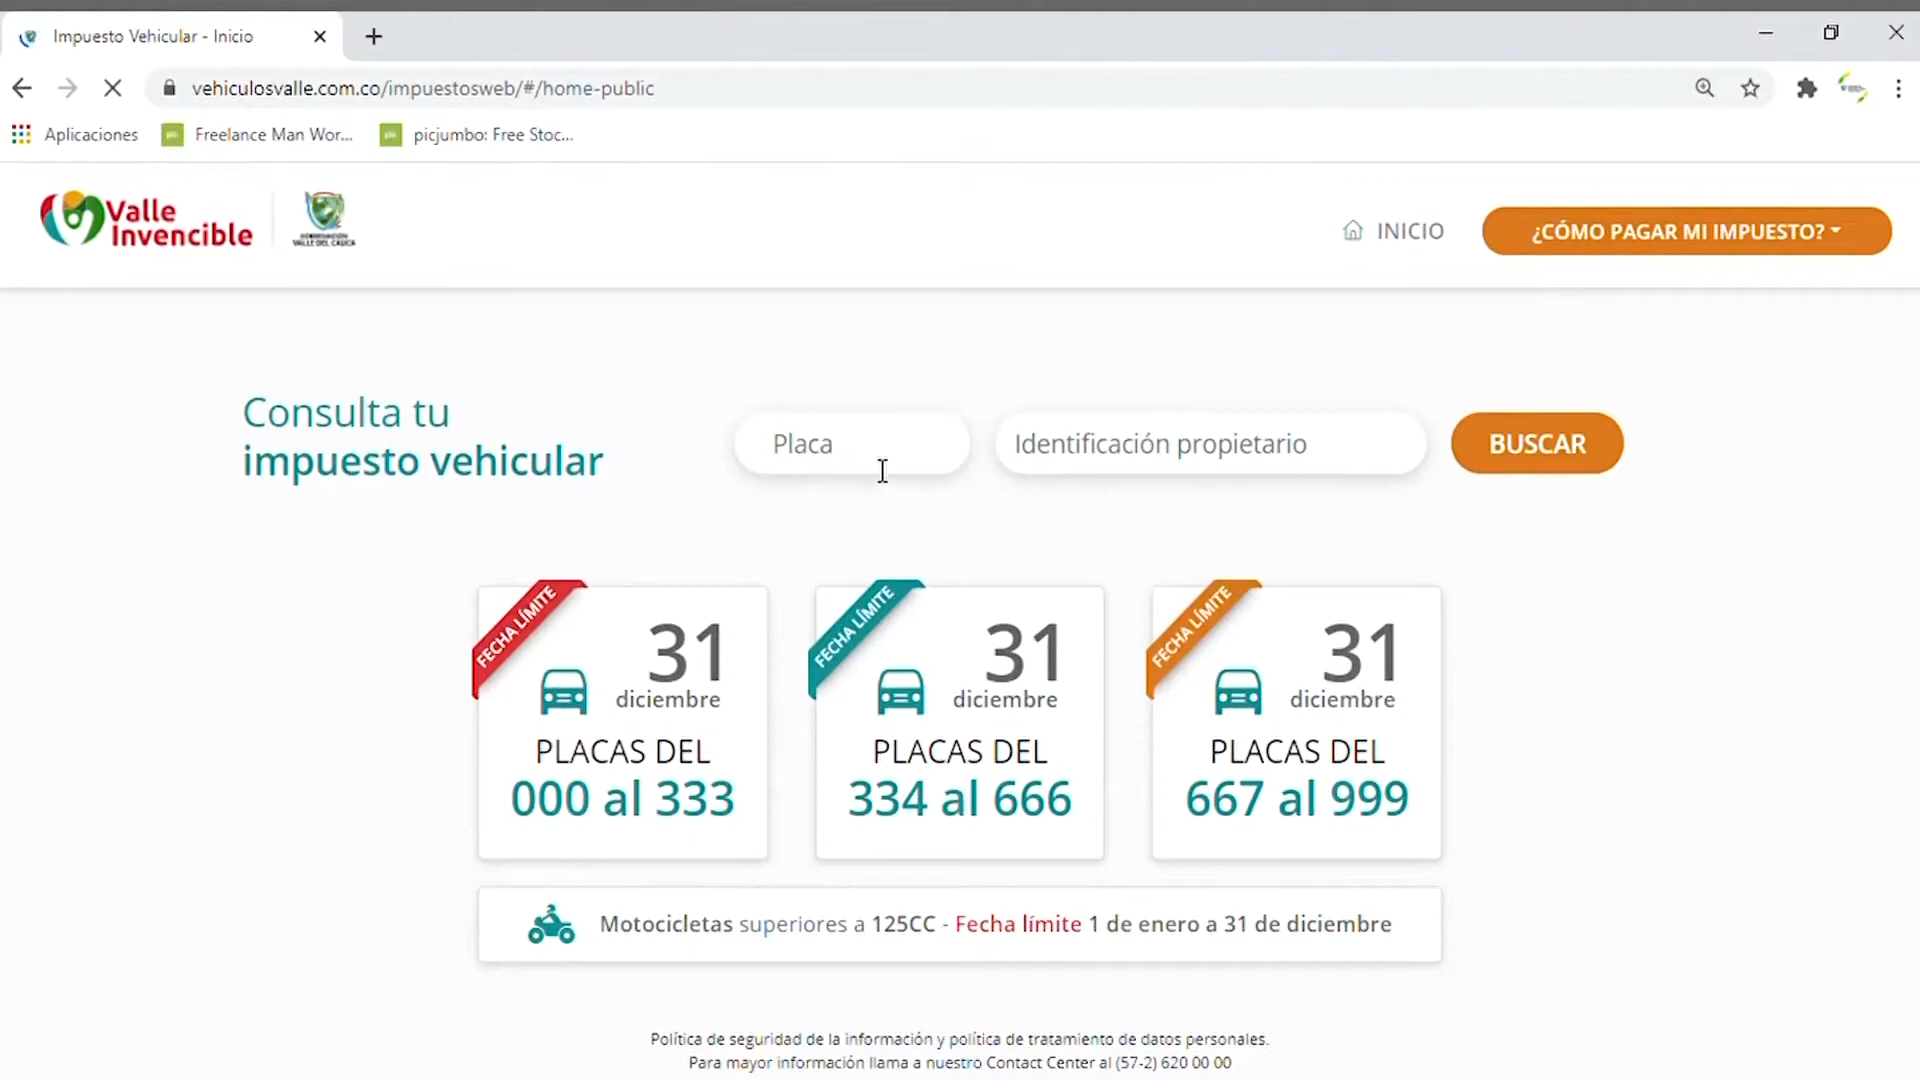 Impuesto Vehicular - Inicio
vehiculosvalle.com.co/impuestosweb/#/home-public
Aplicaciones
Freelance Man Wor...
picjumbo: Free Stoc...
Valle
Invencible
VALLE DEL CAUCA
INICIO
¿CÓMO PAGAR MI IMPUESTO?
Consulta tu
impuesto vehicular
Placa
Identificación propietario
BUSCAR
FECHA LÍMITE
31
diciembre
PLACAS DEL
000 al 333
FECHA LÍMITE
31
diciembre
PLACAS DEL
334 al 666
FECHA LÍMITE
31
diciembre
PLACAS DEL
667 al 999
Motocicletas superiores a 125CC - Fecha límite 1 de enero a 31 de diciembre
Política de seguridad de la información y política de tratamiento de datos personales.
Para mayor información llama a nuestro Contact Center al (57-2) 620 00 00